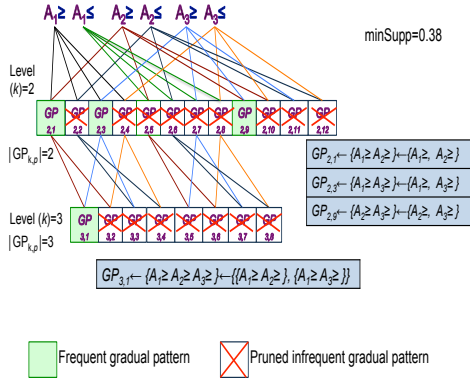 A₁≥ A₁≤ A₂≥ A₂≤ A₃≥ A₃≤
minSupp=0.38
Level
(k)=2
GP GP GP GP GP GP GP GP GP GP GP GP
2,1 2,2 2,3 2,4 2,5 2,6 2,7 2,8 2,9 2,10 2,11 2,12
|GPₖ,ₚ|=2
GP₂,₁← {A₁≥ A₂≥ }←{A₁≥, A₂≥ }
GP₂,₃← {A₁≥ A₃≥ }←{A₁≥, A₃≥ }
GP₂,₉← {A₂≥ A₃≥ }←{A₂≥, A₃≥ }
Level (k)=3
|GPₖ,ₚ|=3
GP GP GP GP GP GP GP GP
3,1 3,2 3,3 3,4 3,5 3,6 3,7 3,8
GP₃,₁← {A₁≥ A₂≥ A₃≥ }←{{A₁≥ A₂≥ }, {A₁≥ A₃≥ }}
Frequent gradual pattern
Pruned infrequent gradual pattern